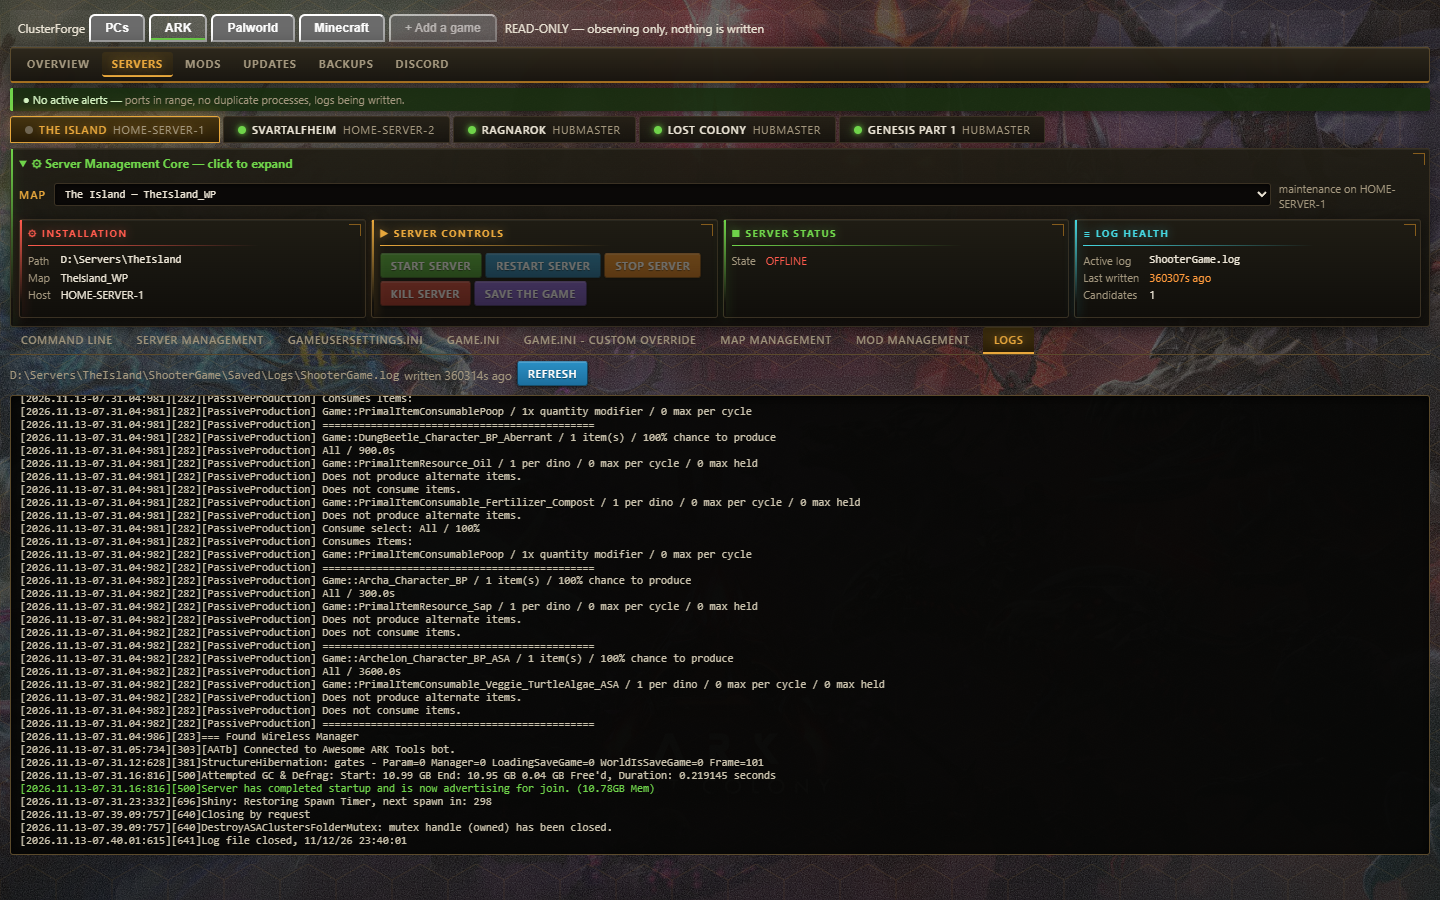 ClusterForge PCs ARK Palworld Minecraft + Add a game READ-ONLY — observing only, nothing is written
OVERVIEW SERVERS MODS UPDATES BACKUPS DISCORD
● No active alerts — ports in range, no duplicate processes, logs being written.
THE ISLAND HOME-SERVER-1 SVARTALFHEIM HOME-SERVER-2 RAGNAROK HUBMASTER LOST COLONY HUBMASTER GENESIS PART 1 HUBMASTER
▼ ⚙ Server Management Core — click to expand
MAP The Island — TheIsland_WP maintenance on HOME-
SERVER-1
⚙ INSTALLATION
Path D:\Servers\TheIsland
Map TheIsland_WP
Host HOME-SERVER-1
▶ SERVER CONTROLS
START SERVER RESTART SERVER STOP SERVER
KILL SERVER SAVE THE GAME
■ SERVER STATUS
State OFFLINE
≡ LOG HEALTH
Active log ShooterGame.log
Last written 360307s ago
Candidates 1
COMMAND LINE SERVER MANAGEMENT GAMEUSERSETTINGS.INI GAME.INI GAME.INI - CUSTOM OVERRIDE MAP MANAGEMENT MOD MANAGEMENT LOGS
D:\Servers\TheIsland\ShooterGame\Saved\Logs\ShooterGame.log written 360314s ago REFRESH
[2026.11.13-07.31.04:981][282][PassiveProduction] Consumes Items:
[2026.11.13-07.31.04:981][282][PassiveProduction] Game::PrimalItemConsumablePoop / 1x quantity modifier / 0 max per cycle
[2026.11.13-07.31.04:981][282][PassiveProduction] =============================================
[2026.11.13-07.31.04:981][282][PassiveProduction] Game::DungBeetle_Character_BP_Aberrant / 1 item(s) / 100% chance to produce
[2026.11.13-07.31.04:981][282][PassiveProduction] All / 900.0s
[2026.11.13-07.31.04:981][282][PassiveProduction] Game::PrimalItemResource_Oil / 1 per dino / 0 max per cycle / 0 max held
[2026.11.13-07.31.04:981][282][PassiveProduction] Does not produce alternate items.
[2026.11.13-07.31.04:981][282][PassiveProduction] Does not consume items.
[2026.11.13-07.31.04:981][282][PassiveProduction] Game::PrimalItemConsumable_Fertilizer_Compost / 1 per dino / 0 max per cycle / 0 max held
[2026.11.13-07.31.04:981][282][PassiveProduction] Does not produce alternate items.
[2026.11.13-07.31.04:981][282][PassiveProduction] Consume select: All / 100%
[2026.11.13-07.31.04:981][282][PassiveProduction] Consumes Items:
[2026.11.13-07.31.04:982][282][PassiveProduction] Game::PrimalItemConsumablePoop / 1x quantity modifier / 0 max per cycle
[2026.11.13-07.31.04:982][282][PassiveProduction] =============================================
[2026.11.13-07.31.04:982][282][PassiveProduction] Game::Archa_Character_BP / 1 item(s) / 100% chance to produce
[2026.11.13-07.31.04:982][282][PassiveProduction] All / 300.0s
[2026.11.13-07.31.04:982][282][PassiveProduction] Game::PrimalItemResource_Sap / 1 per dino / 0 max per cycle / 0 max held
[2026.11.13-07.31.04:982][282][PassiveProduction] Does not produce alternate items.
[2026.11.13-07.31.04:982][282][PassiveProduction] Does not consume items.
[2026.11.13-07.31.04:982][282][PassiveProduction] =============================================
[2026.11.13-07.31.04:982][282][PassiveProduction] Game::Archelon_Character_BP_ASA / 1 item(s) / 100% chance to produce
[2026.11.13-07.31.04:982][282][PassiveProduction] All / 3600.0s
[2026.11.13-07.31.04:982][282][PassiveProduction] Game::PrimalItemConsumable_Veggie_TurtleAlgae_ASA / 1 per dino / 0 max per cycle / 0 max held
[2026.11.13-07.31.04:982][282][PassiveProduction] Does not produce alternate items.
[2026.11.13-07.31.04:982][282][PassiveProduction] Does not consume items.
[2026.11.13-07.31.04:982][282][PassiveProduction] =============================================
[2026.11.13-07.31.04:986][283]=== Found Wireless Manager
[2026.11.13-07.31.05:734][303][AATb] Connected to Awesome ARK Tools bot.
[2026.11.13-07.31.12:628][381]StructureHibernation: gates - Param=0 Manager=0 LoadingSaveGame=0 WorldIsSaveGame=0 Frame=101
[2026.11.13-07.31.16:816][500]Attempted GC & Defrag: Start: 10.99 GB End: 10.95 GB 0.04 GB Free'd, Duration: 0.219145 seconds
[2026.11.13-07.31.16:816][500]Server has completed startup and is now advertising for join. (10.78GB Mem)
[2026.11.13-07.31.23:332][696]Shiny: Restoring Spawn Timer, next spawn in: 298
[2026.11.13-07.39.09:757][640]Closing by request
[2026.11.13-07.39.09:757][640]DestroyASAClustersFolderMutex: mutex handle (owned) has been closed.
[2026.11.13-07.40.01:615][641]Log file closed, 11/12/26 23:40:01